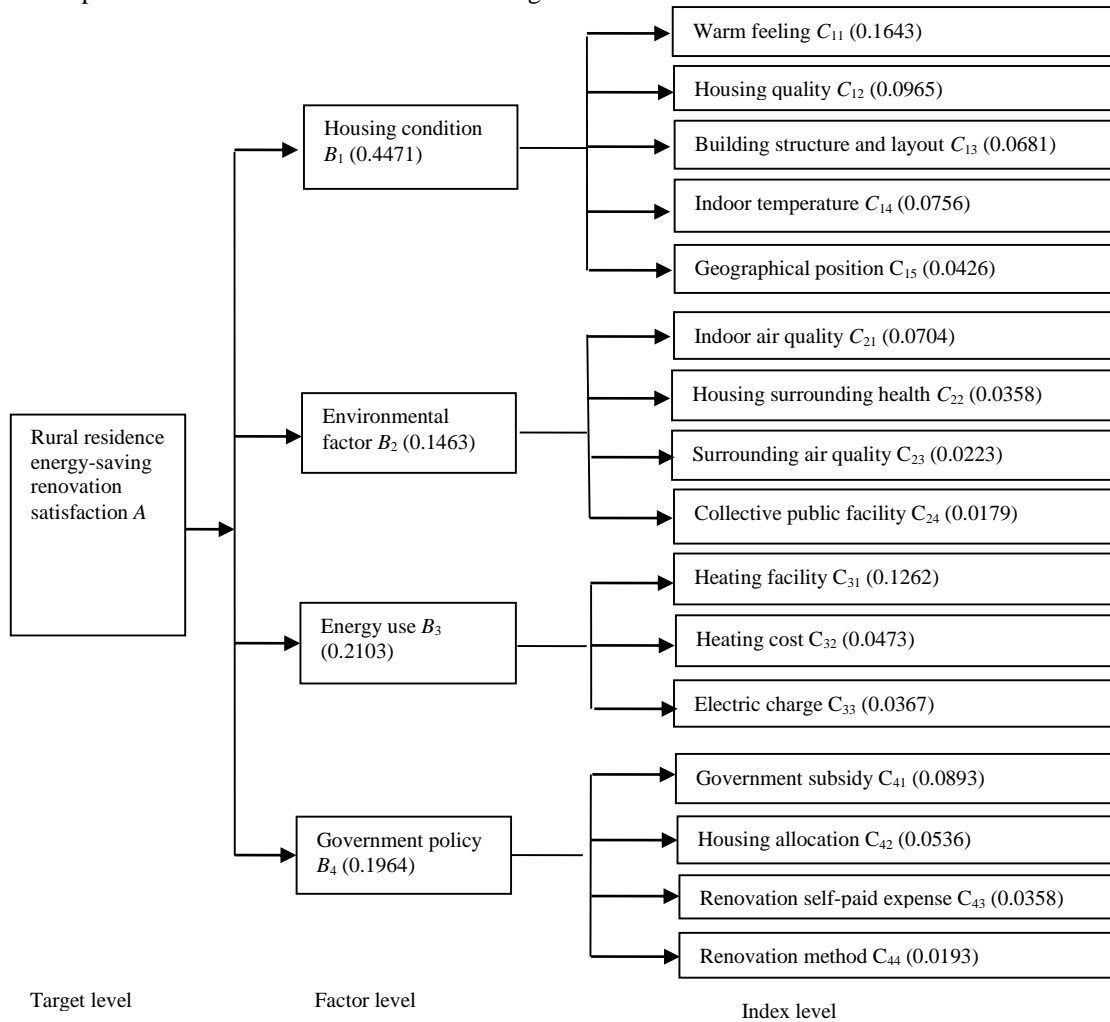 Warm feeling C11 (0.1643)
Housing quality C12 (0.0965)
Building structure and layout C13 (0.0681)
Indoor temperature C14 (0.0756)
Geographical position C15 (0.0426)
Housing condition
B1 (0.4471)
Indoor air quality C21 (0.0704)
Housing surrounding health C22 (0.0358)
Surrounding air quality C23 (0.0223)
Collective public facility C24 (0.0179)
Environmental
factor B2 (0.1463)
Rural residence
energy-saving
renovation
satisfaction A
Heating facility C31 (0.1262)
Heating cost C32 (0.0473)
Electric charge C33 (0.0367)
Energy use B3
(0.2103)
Government subsidy C41 (0.0893)
Housing allocation C42 (0.0536)
Renovation self-paid expense C43 (0.0358)
Renovation method C44 (0.0193)
Government policy
B4 (0.1964)
Target level
Factor level
Index level